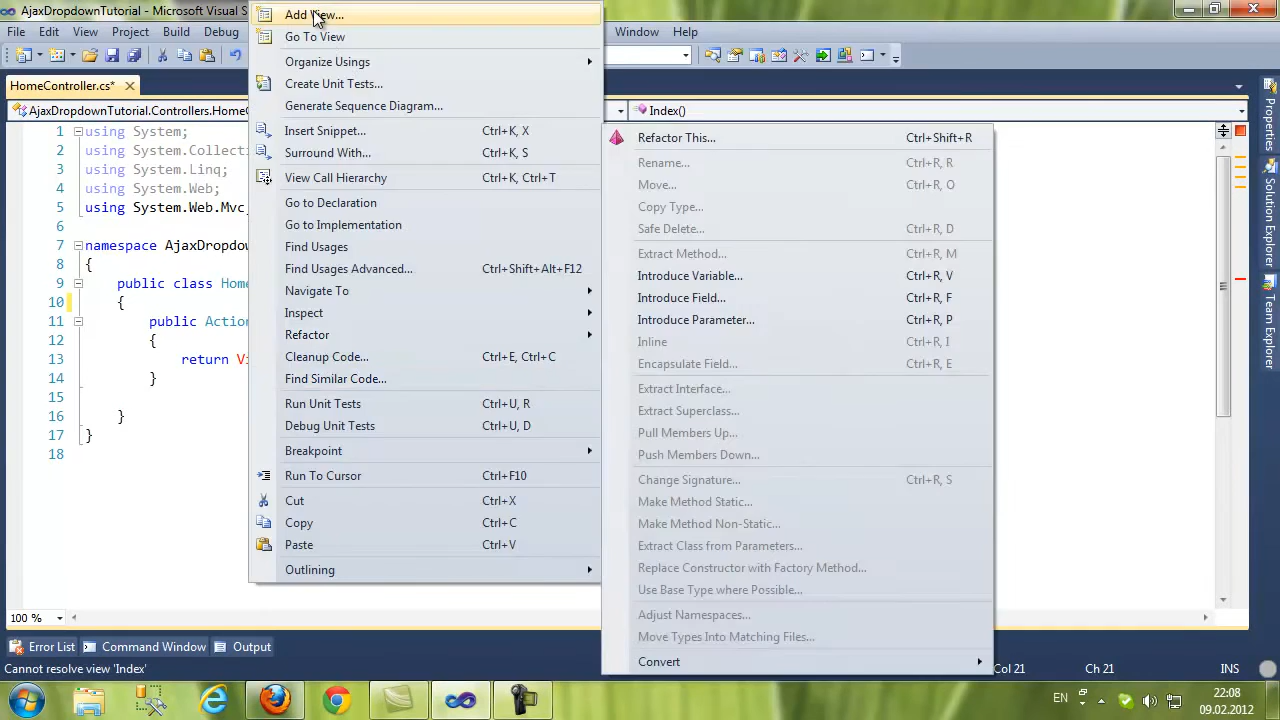 AjaxDropdownTutorial - Microsoft Visual S
File Edit View Project Build Debug Window Help
HomeController.cs*
AjaxDropdownTutorial.Controllers.HomeC
Index()
1 using System;
2 using System.Collecti
3 using System.Linq;
4 using System.Web;
5 using System.Web.Mvc;
6
7 namespace AjaxDropdow
8 {
9 public class Home
10 {
11 public Action
12 {
13 return Vi
14 }
15
16 }
17 }
18
Add View...
Go To View
Organize Usings
Create Unit Tests...
Generate Sequence Diagram...
Insert Snippet... Ctrl+K, X
Surround With... Ctrl+K, S
View Call Hierarchy Ctrl+K, Ctrl+T
Go to Declaration
Go to Implementation
Find Usages
Find Usages Advanced... Ctrl+Shift+Alt+F12
Navigate To
Inspect
Refactor
Cleanup Code... Ctrl+E, Ctrl+C
Find Similar Code...
Run Unit Tests Ctrl+U, R
Debug Unit Tests Ctrl+U, D
Breakpoint
Run To Cursor Ctrl+F10
Cut Ctrl+X
Copy Ctrl+C
Paste Ctrl+V
Outlining
Refactor This... Ctrl+Shift+R
Rename... Ctrl+R, R
Move... Ctrl+R, O
Copy Type...
Safe Delete... Ctrl+R, D
Extract Method... Ctrl+R, M
Introduce Variable... Ctrl+R, V
Introduce Field... Ctrl+R, F
Introduce Parameter... Ctrl+R, P
Inline Ctrl+R, I
Encapsulate Field... Ctrl+R, E
Extract Interface...
Extract Superclass...
Pull Members Up...
Push Members Down...
Change Signature... Ctrl+R, S
Make Method Static...
Make Method Non-Static...
Extract Class from Parameters...
Replace Constructor with Factory Method...
Use Base Type where Possible...
Adjust Namespaces...
Move Types Into Matching Files...
Convert
Properties
Solution Explorer
Team Explorer
100 %
Error List Command Window Output
Cannot resolve view 'Index' Col 21 Ch 21 INS
EN
22:08
09.02.2012